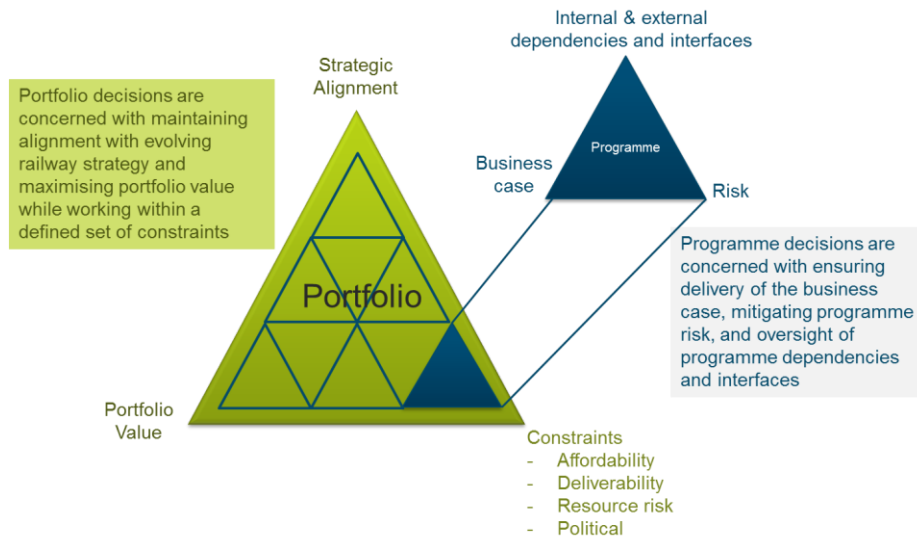 Internal & external
dependencies and interfaces
Strategic
Alignment
Portfolio decisions are
concerned with maintaining
alignment with evolving
railway strategy and
maximising portfolio value
while working within a
defined set of constraints
Programme
Business
case
Risk
Portfolio
Programme decisions are
concerned with ensuring
delivery of the business
case, mitigating programme
risk, and oversight of
programme dependencies
and interfaces
Portfolio
Value
Constraints
- Affordability
- Deliverability
- Resource risk
- Political